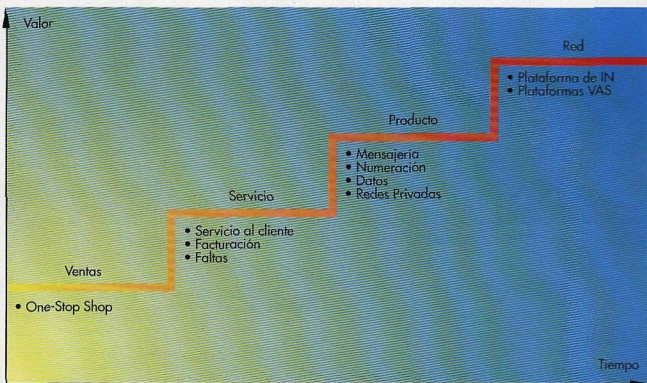 Valor
Red
• Plataforma de IN
• Plataformas VAS
Producto
• Mensajería
• Numeración
• Datos
• Redes Privadas
Servicio
• Servicio al cliente
• Facturación
• Faltas
Ventas
• One-Stop Shop
Tiempo